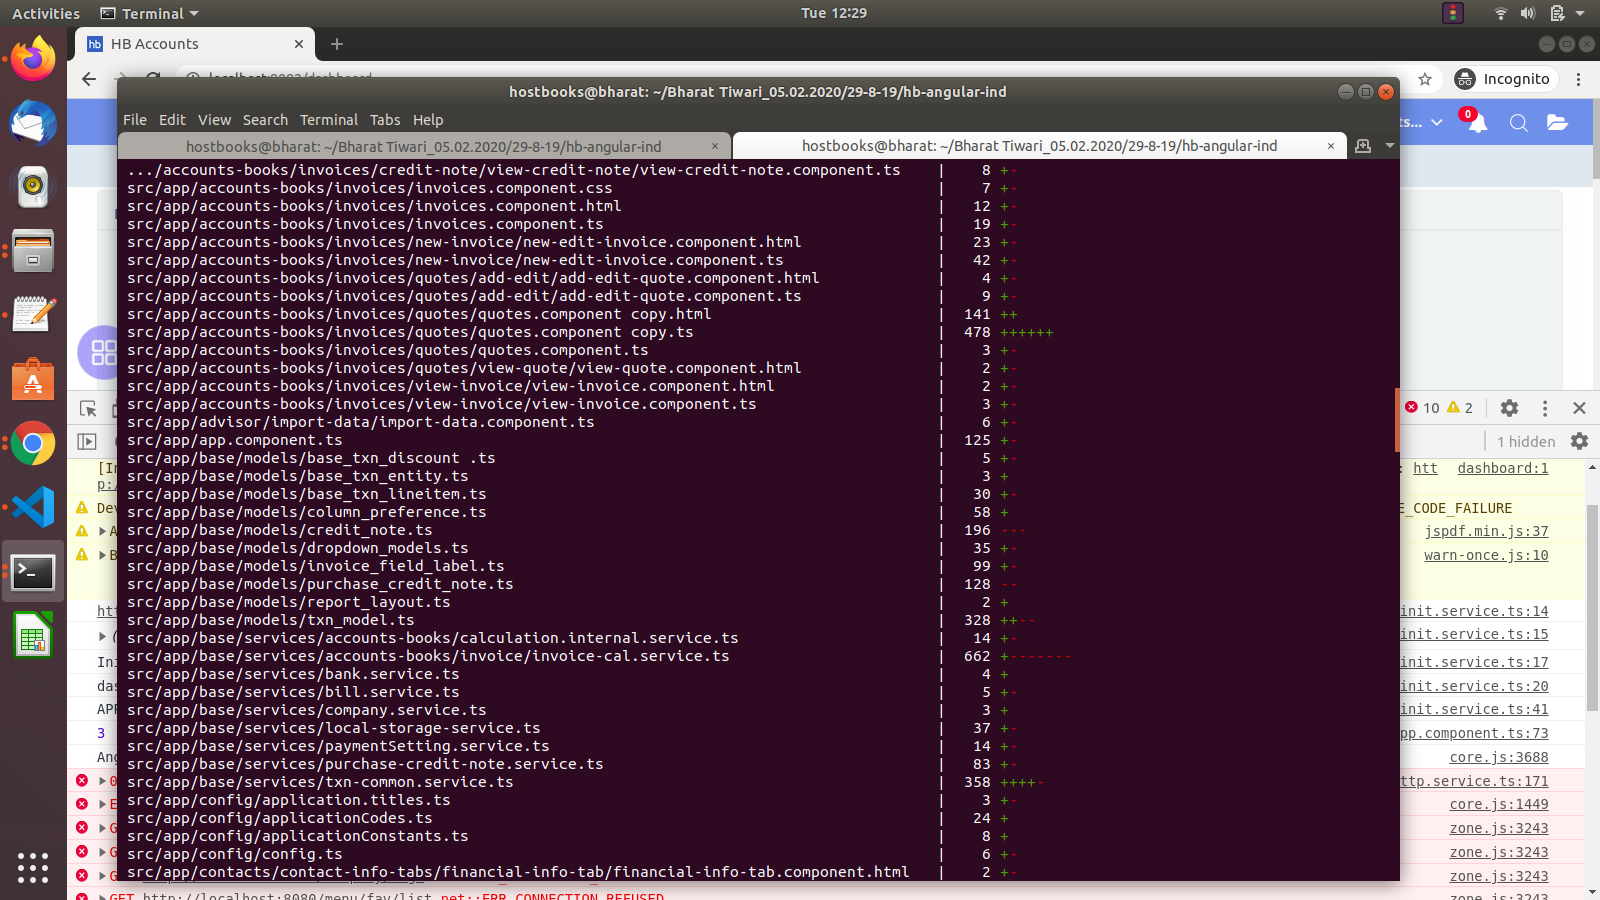 Activities
Terminal
Tue 12:29
hb HB Accounts
Incognito
hostbooks@bharat: ~/Bharat Tiwari_05.02.2020/29-8-19/hb-angular-ind
File Edit View Search Terminal Tabs Help
ts...
0
hostbooks@bharat: ~/Bharat Tiwari_05.02.2020/29-8-19/hb-angular-ind ×
hostbooks@bharat: ~/Bharat Tiwari_05.02.2020/29-8-19/hb-angular-ind ×
.../accounts-books/invoices/credit-note/view-credit-note/view-credit-note.component.ts | 8 +-
src/app/accounts-books/invoices/invoices.component.css | 7 +-
src/app/accounts-books/invoices/invoices.component.html | 12 +-
src/app/accounts-books/invoices/invoices.component.ts | 19 +-
src/app/accounts-books/invoices/new-invoice/new-edit-invoice.component.html | 23 +-
src/app/accounts-books/invoices/new-invoice/new-edit-invoice.component.ts | 42 +-
src/app/accounts-books/invoices/quotes/add-edit/add-edit-quote.component.html | 4 +-
src/app/accounts-books/invoices/quotes/add-edit/add-edit-quote.component.ts | 9 +-
src/app/accounts-books/invoices/quotes/quotes.component copy.html | 141 ++
src/app/accounts-books/invoices/quotes/quotes.component copy.ts | 478 ++++++
src/app/accounts-books/invoices/quotes/quotes.component.ts | 3 +-
src/app/accounts-books/invoices/quotes/view-quote/view-quote.component.html | 2 +-
src/app/accounts-books/invoices/view-invoice/view-invoice.component.html | 2 +-
src/app/accounts-books/invoices/view-invoice/view-invoice.component.ts | 3 +-
src/app/advisor/import-data/import-data.component.ts | 6 +-
src/app/app.component.ts | 125 +-
src/app/base/models/base_txn_discount .ts | 5 +-
src/app/base/models/base_txn_entity.ts | 3 +
src/app/base/models/base_txn_lineitem.ts | 30 +-
src/app/base/models/column_preference.ts | 58 +
src/app/base/models/credit_note.ts | 196 ---
src/app/base/models/dropdown_models.ts | 35 +-
src/app/base/models/invoice_field_label.ts | 99 +-
src/app/base/models/purchase_credit_note.ts | 128 --
src/app/base/models/report_layout.ts | 2 +
src/app/base/models/txn_model.ts | 328 ++--
src/app/base/services/accounts-books/calculation.internal.service.ts | 14 +-
src/app/base/services/accounts-books/invoice/invoice-cal.service.ts | 662 +-------
src/app/base/services/bank.service.ts | 4 +
src/app/base/services/bill.service.ts | 5 +-
src/app/base/services/company.service.ts | 3 +
src/app/base/services/local-storage-service.ts | 37 +-
src/app/base/services/paymentSetting.service.ts | 14 +-
src/app/base/services/purchase-credit-note.service.ts | 83 +-
src/app/base/services/txn-common.service.ts | 358 ++++-
src/app/config/application.titles.ts | 3 +-
src/app/config/applicationCodes.ts | 24 +
src/app/config/applicationConstants.ts | 8 +
src/app/config/config.ts | 6 +-
src/app/contacts/contact-info-tabs/financial-info-tab/financial-info-tab.component.html | 2 +-
10 2
1 hidden
[In
: htt dashboard:1
p:/
Dev
E_CODE_FAILURE
A
jspdf.min.js:37
B
warn-once.js:10
htt
init.service.ts:14
(
init.service.ts:15
Ini
init.service.ts:17
das
init.service.ts:20
APP
init.service.ts:41
3
pp.component.ts:73
Ang
core.js:3688
0
ttp.service.ts:171
E
core.js:1449
G
zone.js:3243
G
zone.js:3243
G
zone.js:3243
GET http://localhost:8080/menu/fav/list net::ERR_CONNECTION_REFUSED
zone.js:3243